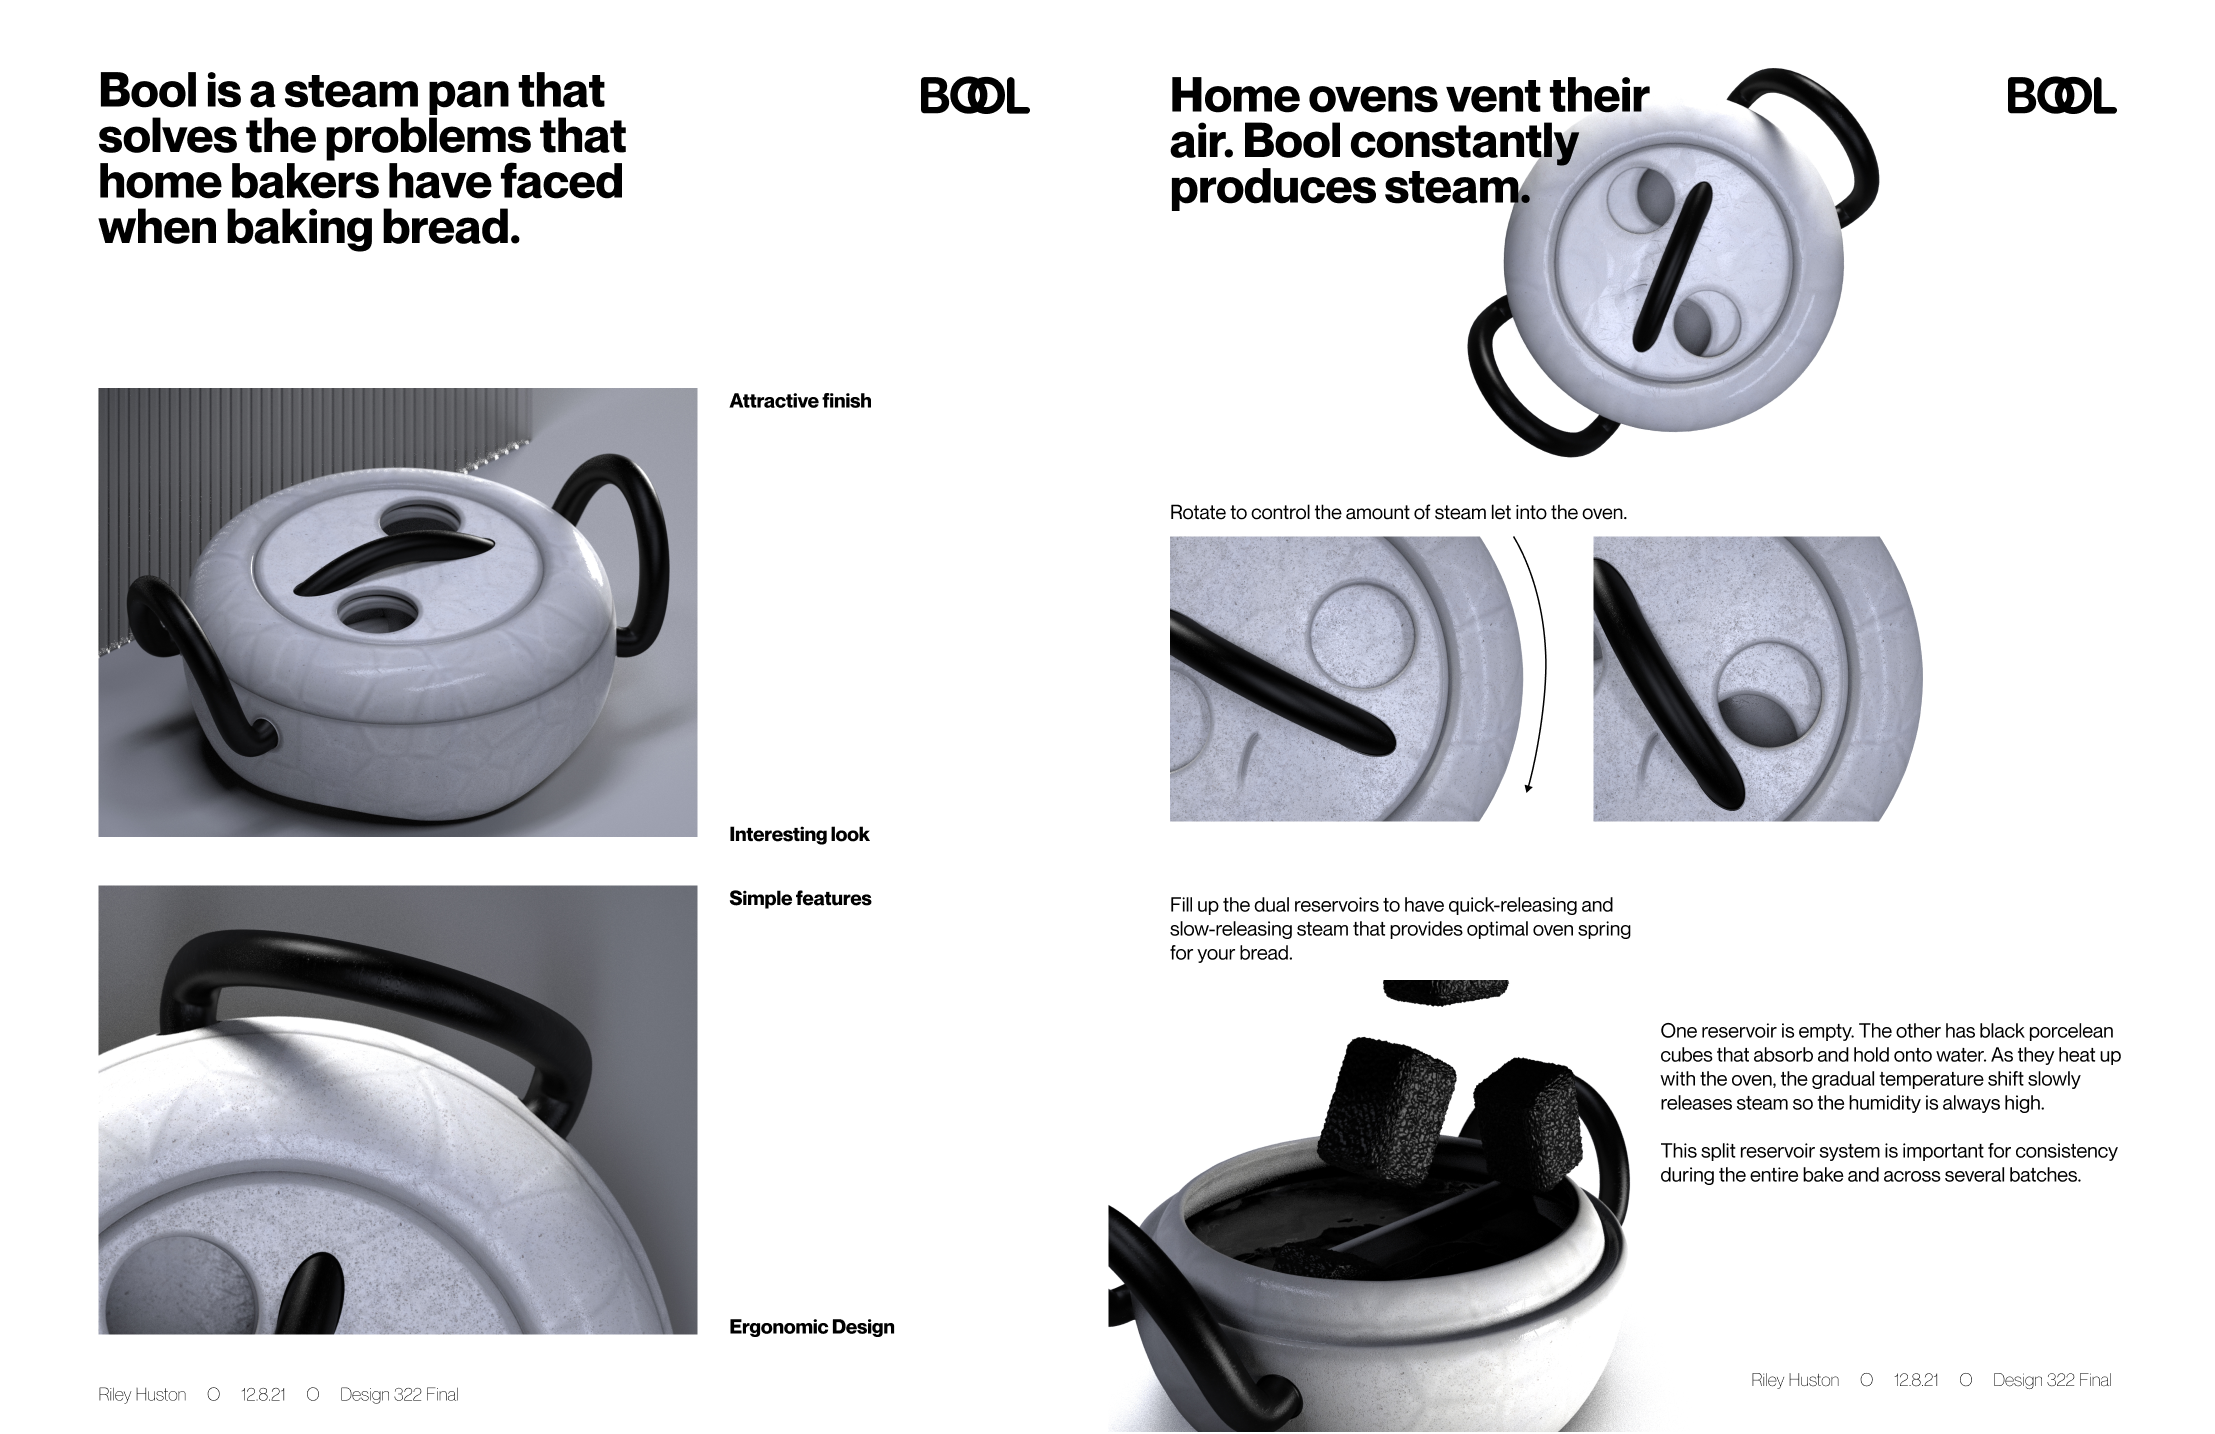 Bool is a steam pan that
solves the problems that
home bakers have faced
when baking bread.
BOOL
Attractive finish
Interesting look
Simple features
Ergonomic Design
Riley Huston O 12.8.21 O Design 322 Final
Home ovens vent their
air. Bool constantly
produces steam.
BOOL
Rotate to control the amount of steam let into the oven.
Fill up the dual reservoirs to have quick-releasing and
slow-releasing steam that provides optimal oven spring
for your bread.
One reservoir is empty. The other has black porcelean
cubes that absorb and hold onto water. As they heat up
with the oven, the gradual temperature shift slowly
releases steam so the humidity is always high.
This split reservoir system is important for consistency
during the entire bake and across several batches.
Riley Huston O 12.8.21 O Design 322 Final